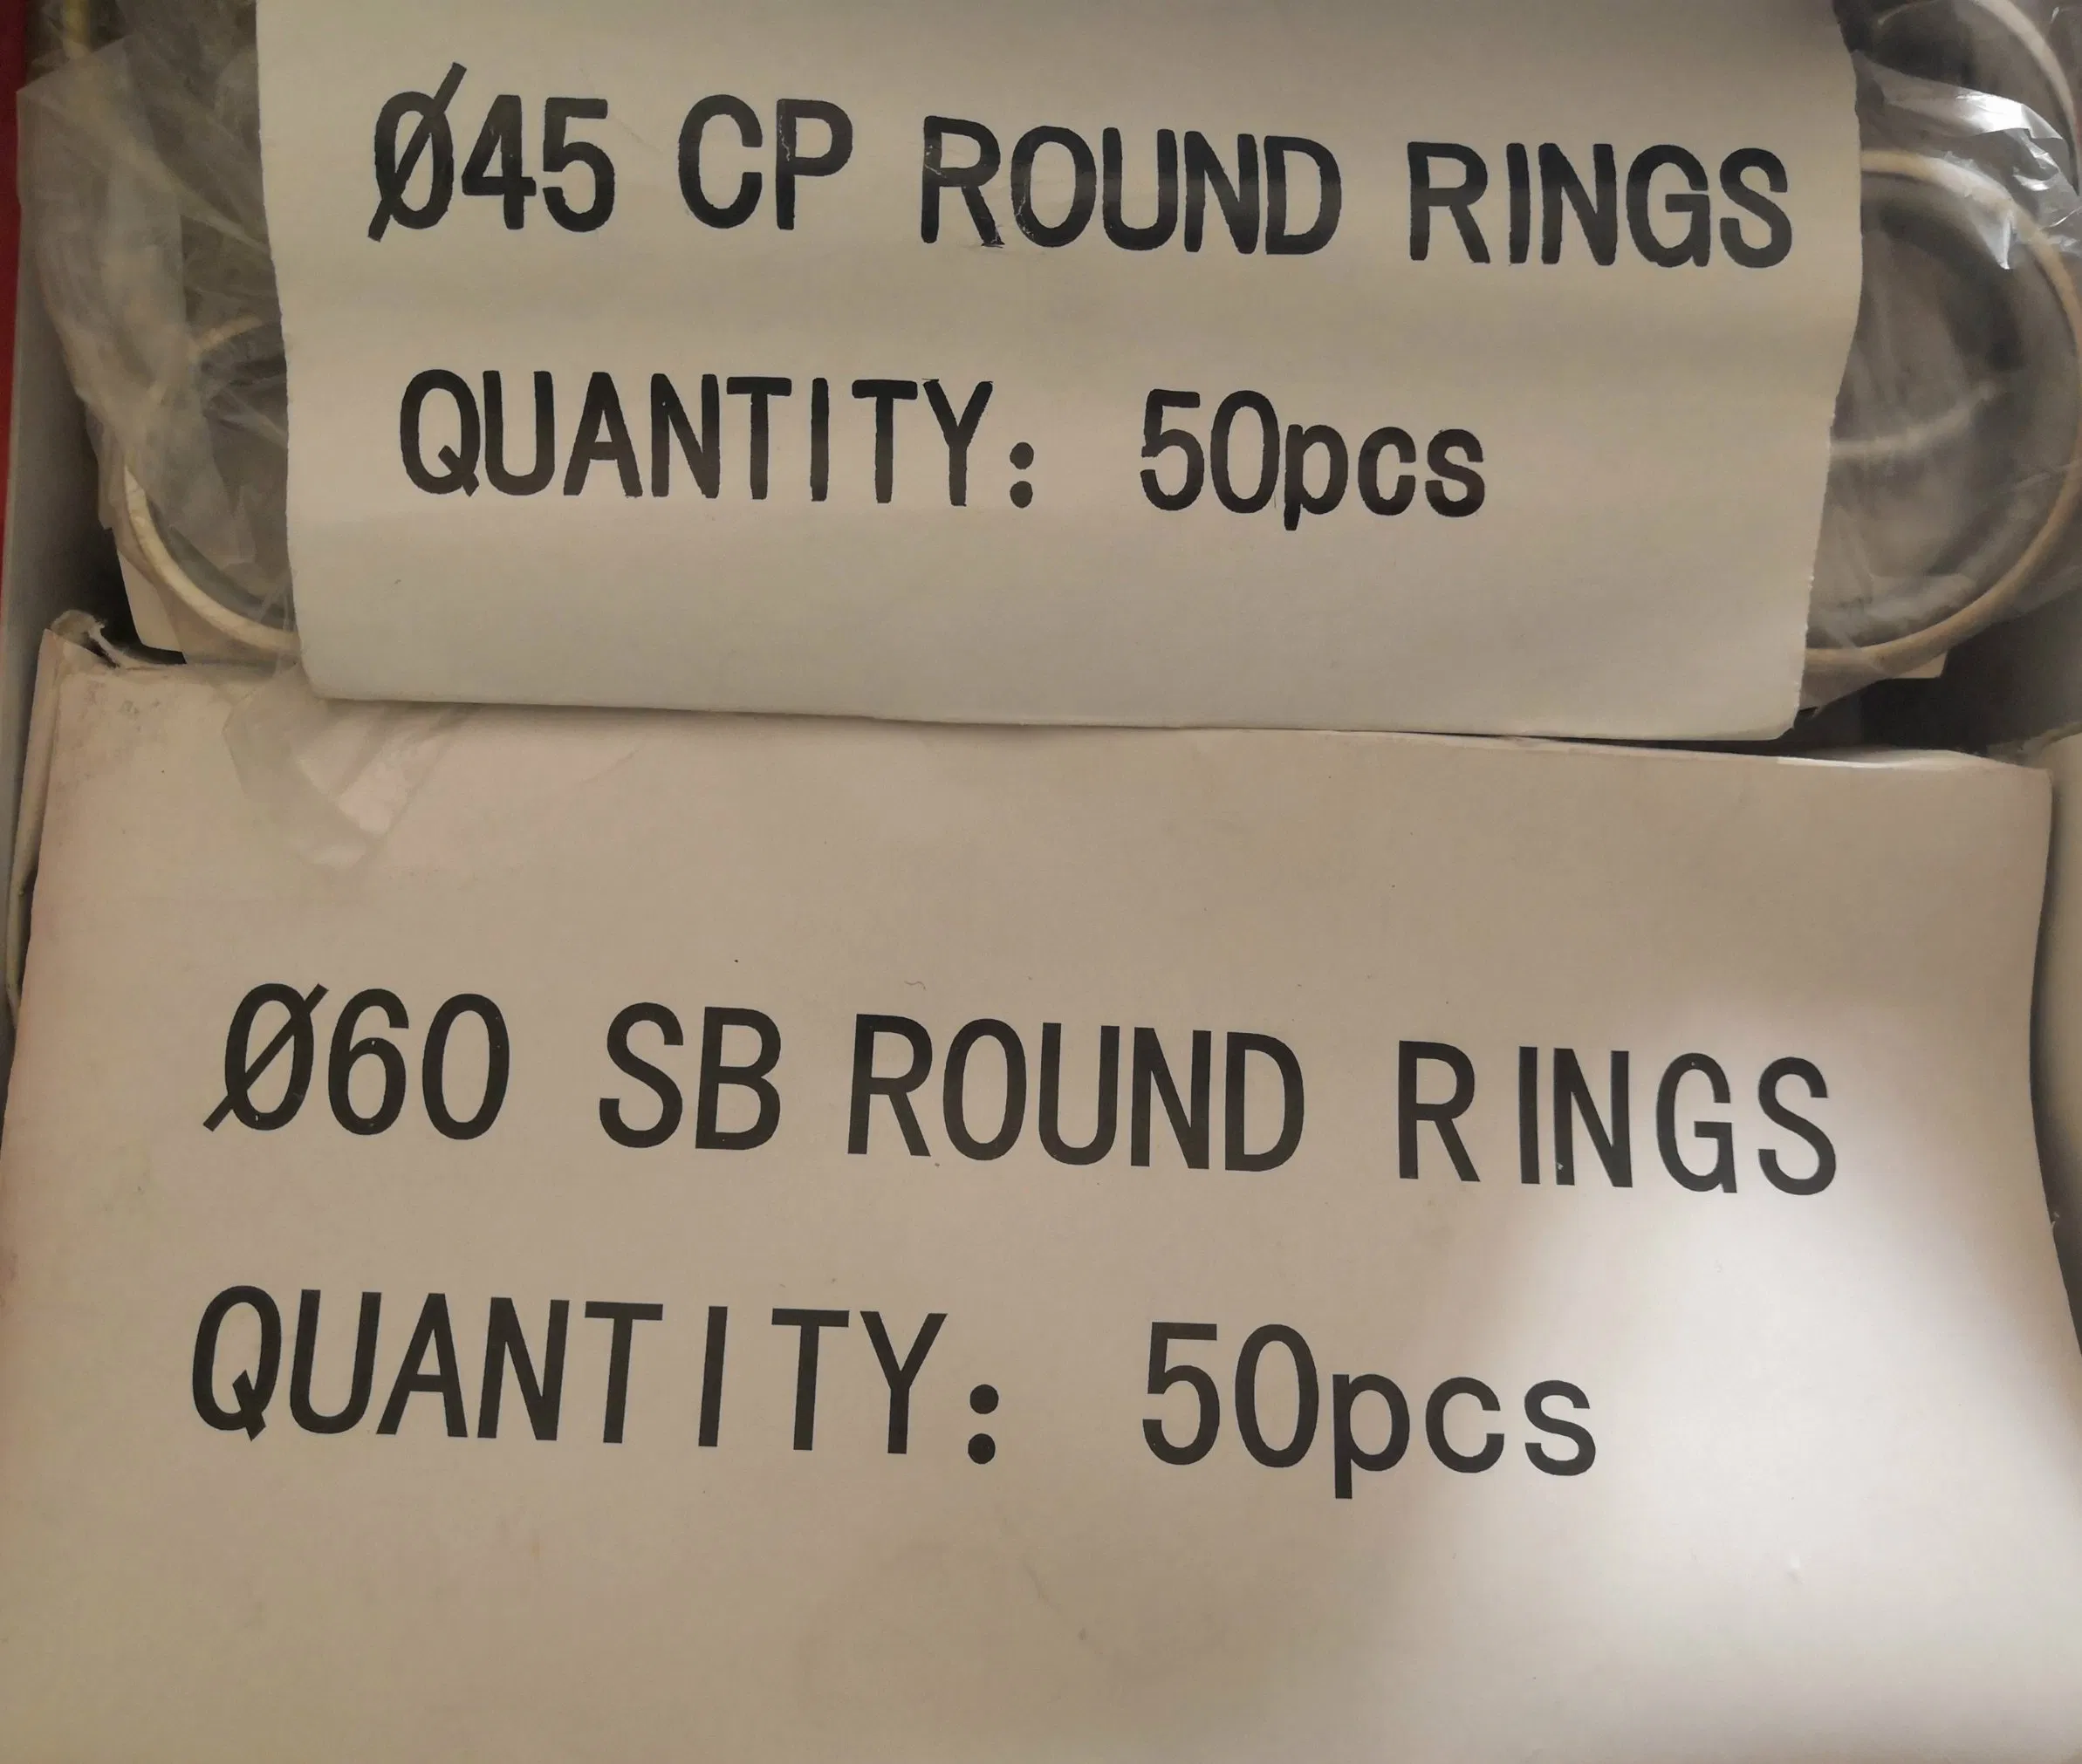 Ø45 CP ROUND RINGS
QUANTITY: 50pcs
Ø60 SB ROUND RINGS
QUANTITY: 50pcs